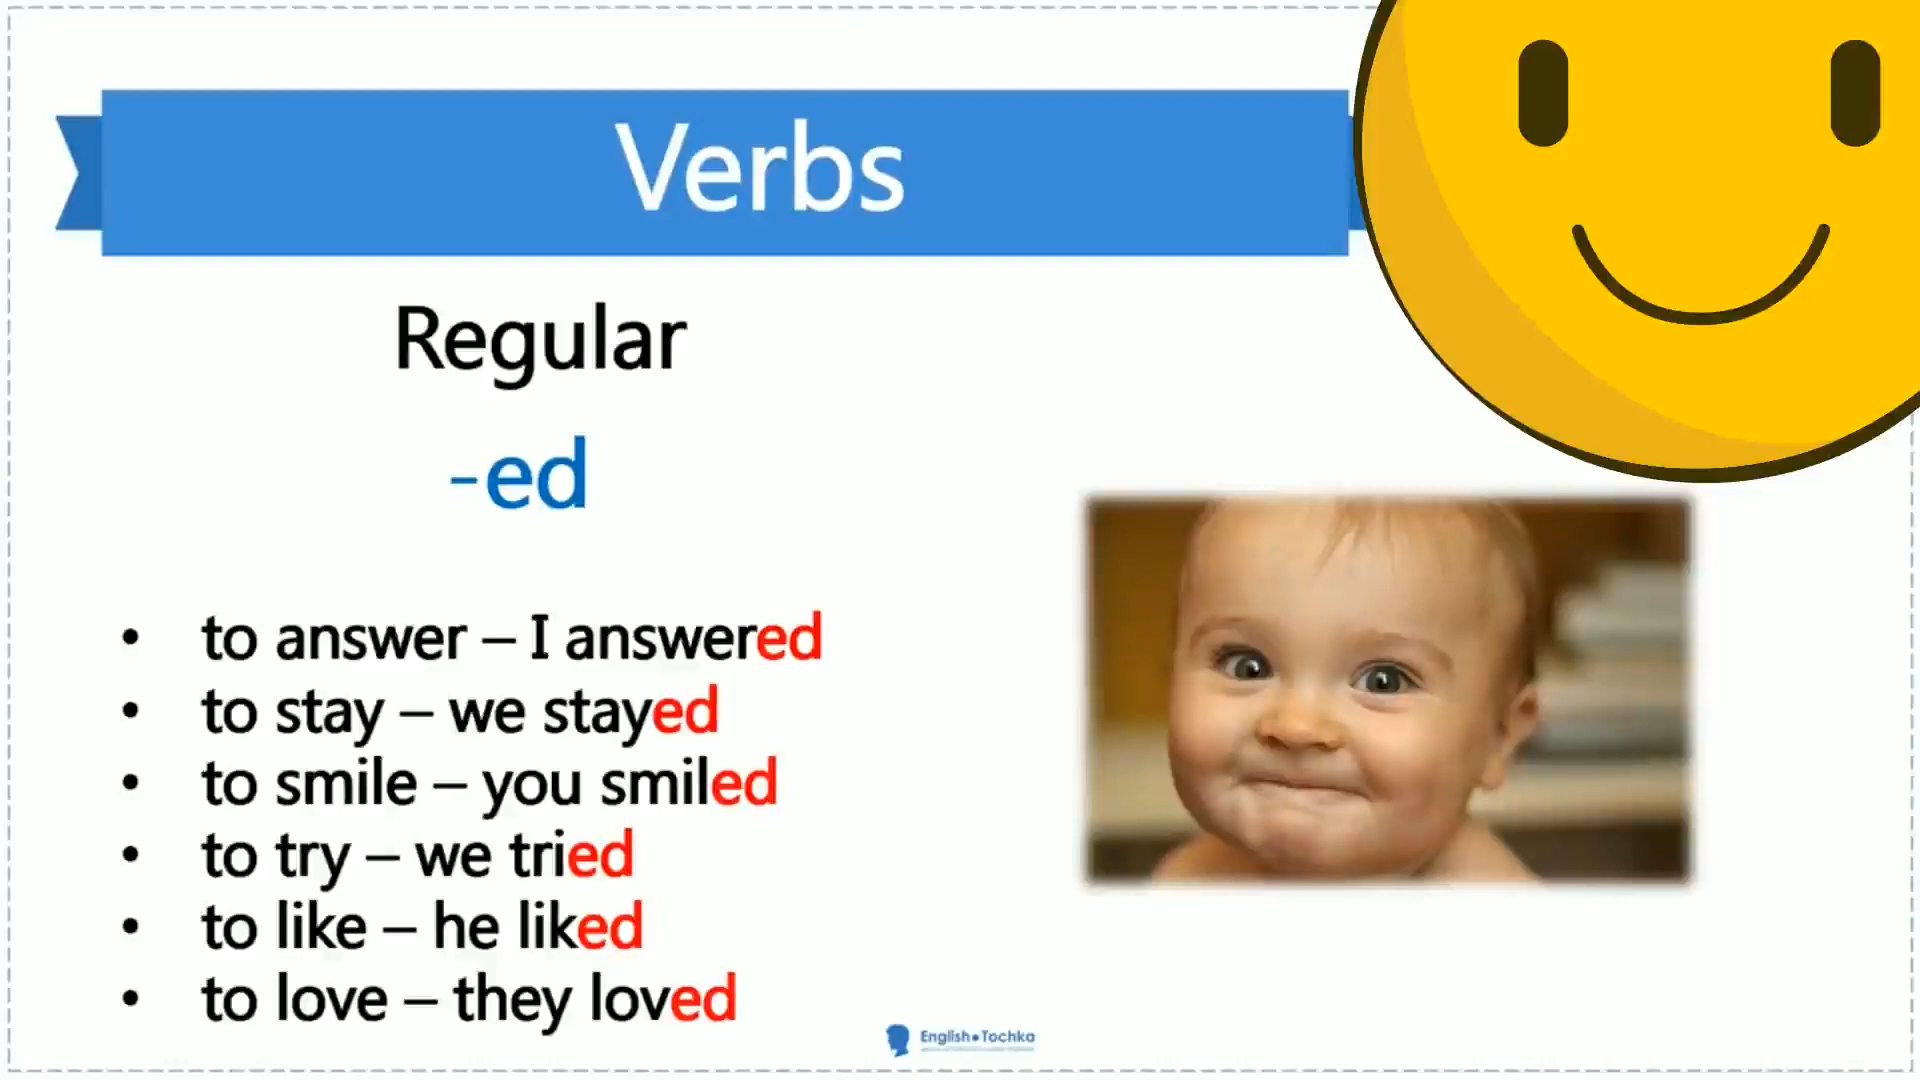 Verbs
Regular
-ed
• to answer – I answered
• to stay – we stayed
• to smile – you smiled
• to try – we tried
• to like – he liked
• to love – they loved
English•Tochka